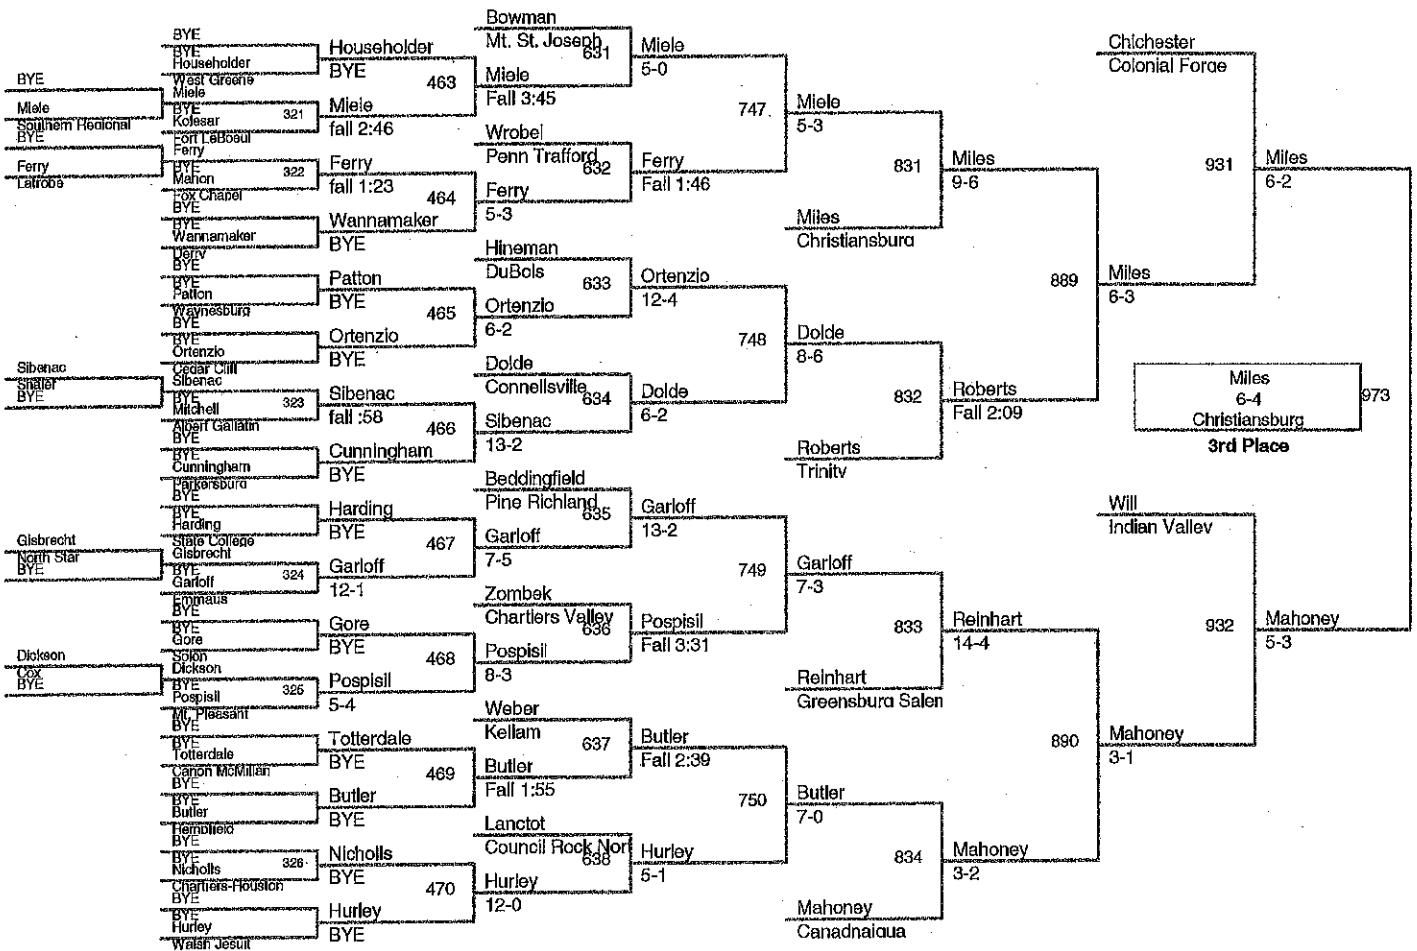 BYE
Miele
Southern Regional
BYE
Ferry
Latrobe
Sibenac
Shaler
BYE
Gisbrecht
North Star
BYE
Dickson
Cox
BYE
BYE
BYE
Householder
West Greene
Miele
BYE
Kolesar
321
Fort LeBoeuf
Ferry
BYE
Mahon
322
Fox Chapel
BYE
BYE
Wannamaker
Derry
BYE
BYE
Patton
Waynesburg
BYE
BYE
Ortenzio
Cedar Cliff
Sibenac
BYE
Mitchell
323
Albert Gallatin
BYE
BYE
Cunningham
Parkersburg
BYE
BYE
Harding
State College
Gisbrecht
BYE
Garloff
324
Emmaus
BYE
BYE
Gore
Solon
Dickson
BYE
Pospisil
325
Mt. Pleasant
BYE
BYE
Totterdale
Canon McMillan
BYE
BYE
Butler
Hempfield
BYE
BYE
Nicholls
326
Chartiers-Houston
BYE
BYE
Hurley
Walsh Jesuit
Householder
BYE
463
Miele
fall 2:46
Ferry
fall 1:23
464
Wannamaker
BYE
Patton
BYE
465
Ortenzio
BYE
Sibenac
fall :58
466
Cunningham
BYE
Harding
BYE
467
Garloff
12-1
Gore
BYE
468
Pospisil
5-4
Totterdale
BYE
469
Butler
BYE
Nicholls
BYE
470
Hurley
BYE
Bowman
Mt. St. Joseph
631
Miele
Fall 3:45
Wrobel
Penn Trafford
632
Ferry
5-3
Hineman
DuBois
633
Ortenzio
6-2
Dolde
Connellsville
634
Sibenac
13-2
Beddingfield
Pine Richland
635
Garloff
7-5
Zombek
Chartiers Valley
636
Pospisil
8-3
Weber
Kellam
637
Butler
Fall 1:55
Lanctot
Council Rock Nort
638
Hurley
12-0
Miele
5-0
747
Ferry
Fall 1:46
Ortenzio
12-4
748
Dolde
6-2
Garloff
13-2
749
Pospisil
Fall 3:31
Butler
Fall 2:39
750
Hurley
5-1
Miele
5-3
831
Miles
Christiansburg
Dolde
8-6
832
Roberts
Trinity
Garloff
7-3
833
Reinhart
Greensburg Salen
Butler
7-0
834
Mahoney
Canadnaigua
Miles
9-6
889
Roberts
Fall 2:09
Reinhart
14-4
890
Mahoney
3-2
Chichester
Colonial Forge
931
Miles
6-3
Will
Indian Valley
932
Mahoney
3-1
Miles
6-2
Mahoney
5-3
Miles
6-4
Christiansburg
973
3rd Place